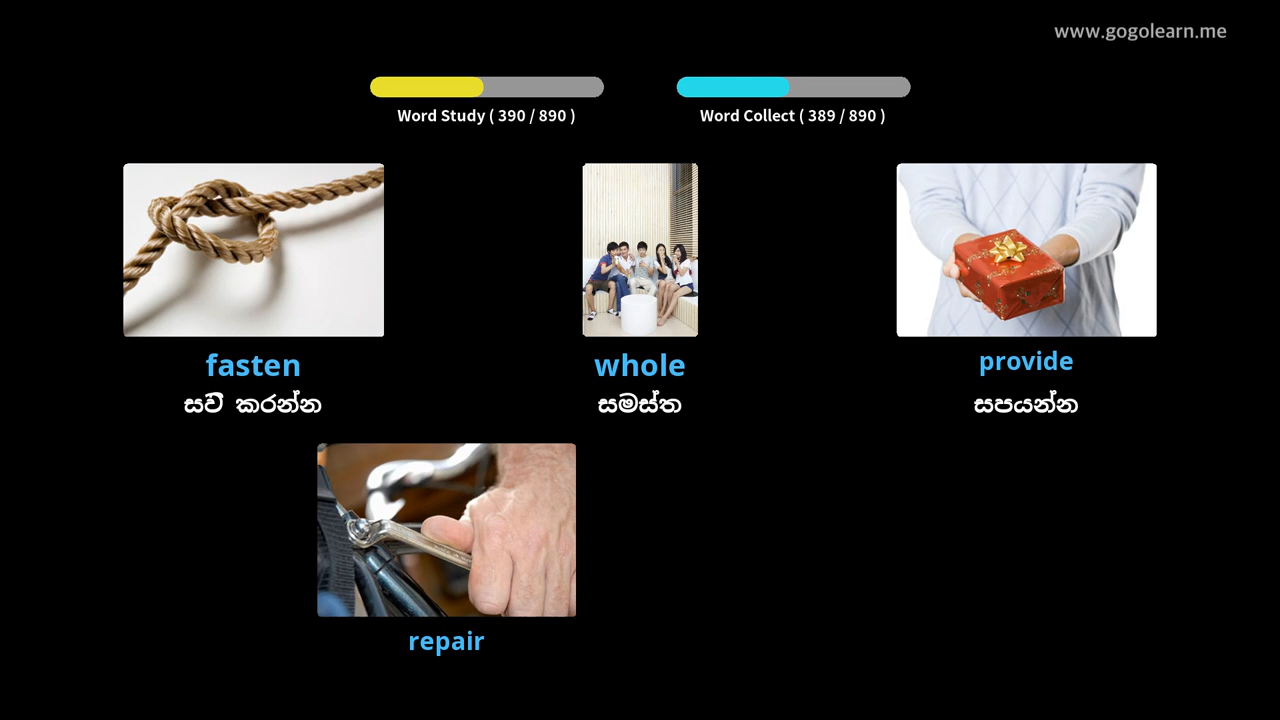 www.gogolearn.me
Word Study ( 390 / 890 )
Word Collect ( 389 / 890 )
fasten
සවි කරන්න
whole
සමස්ත
provide
සපයන්න
repair